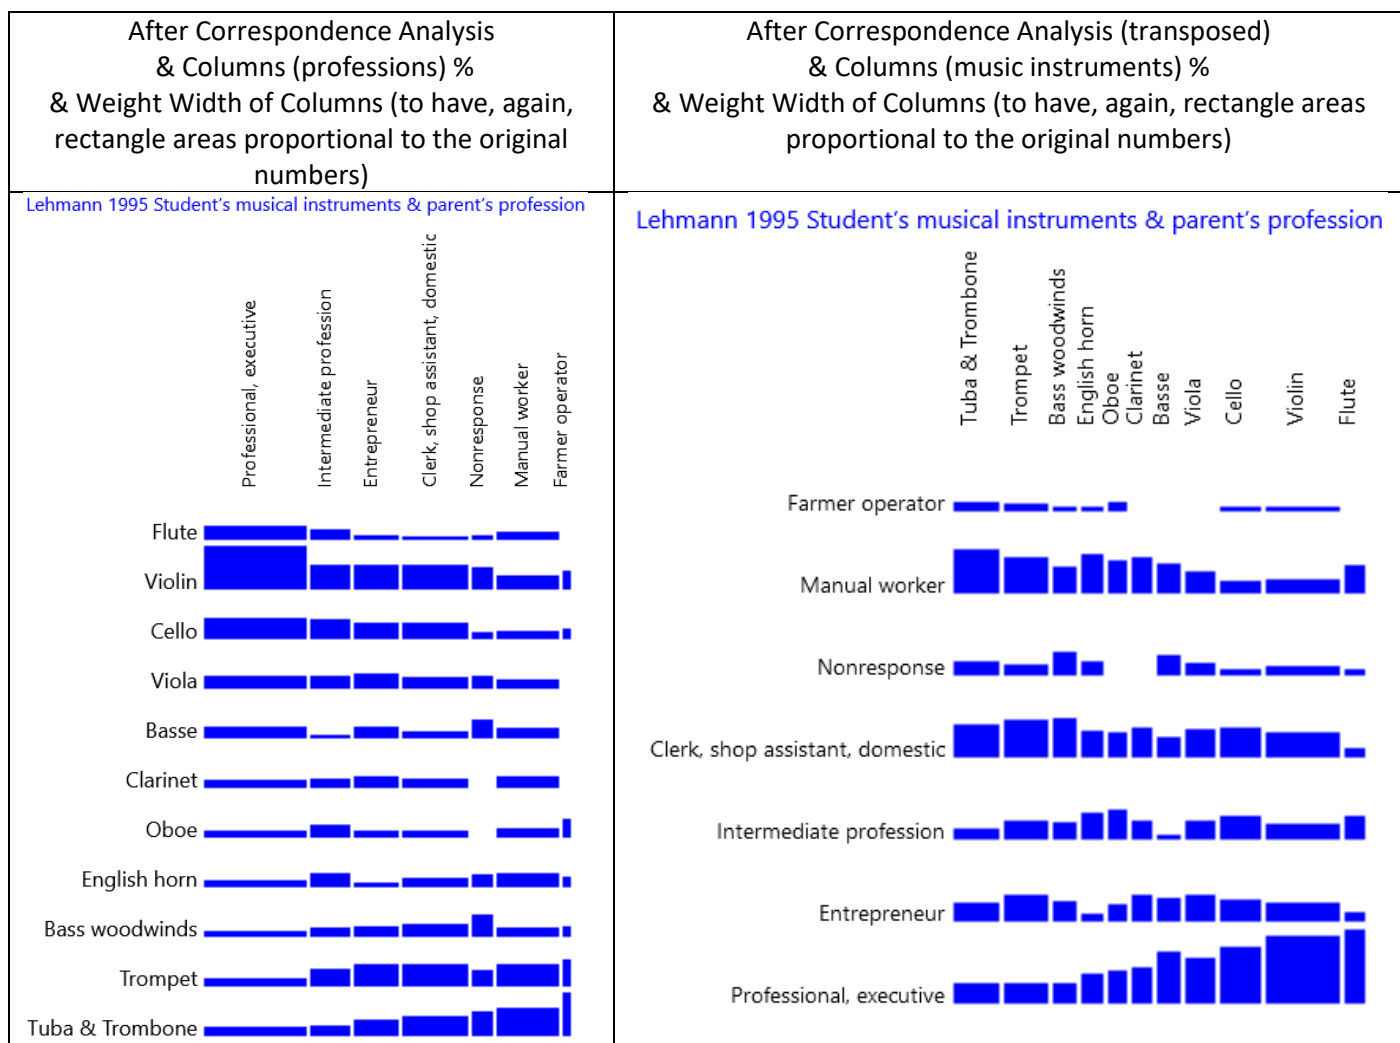 After Correspondence Analysis
& Columns (professions) %
& Weight Width of Columns (to have, again,
rectangle areas proportional to the original
numbers)
After Correspondence Analysis (transposed)
& Columns (music instruments) %
& Weight Width of Columns (to have, again, rectangle areas
proportional to the original numbers)
Lehmann 1995 Student’s musical instruments & parent’s profession
Professional, executive
Intermediate profession
Entrepreneur
Clerk, shop assistant, domestic
Nonresponse
Manual worker
Farmer operator
Flute
Violin
Cello
Viola
Basse
Clarinet
Oboe
English horn
Bass woodwinds
Trompet
Tuba & Trombone
Lehmann 1995 Student’s musical instruments & parent’s profession
Tuba & Trombone
Trompet
Bass woodwinds
English horn
Oboe
Clarinet
Basse
Viola
Cello
Violin
Flute
Farmer operator
Manual worker
Nonresponse
Clerk, shop assistant, domestic
Intermediate profession
Entrepreneur
Professional, executive